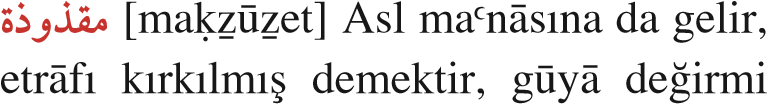 مقذوذة [maḳẕūẕet] Asl maʿnāsına da gelir,
etrāfı kırkılmış demektir, gūyā değirmi